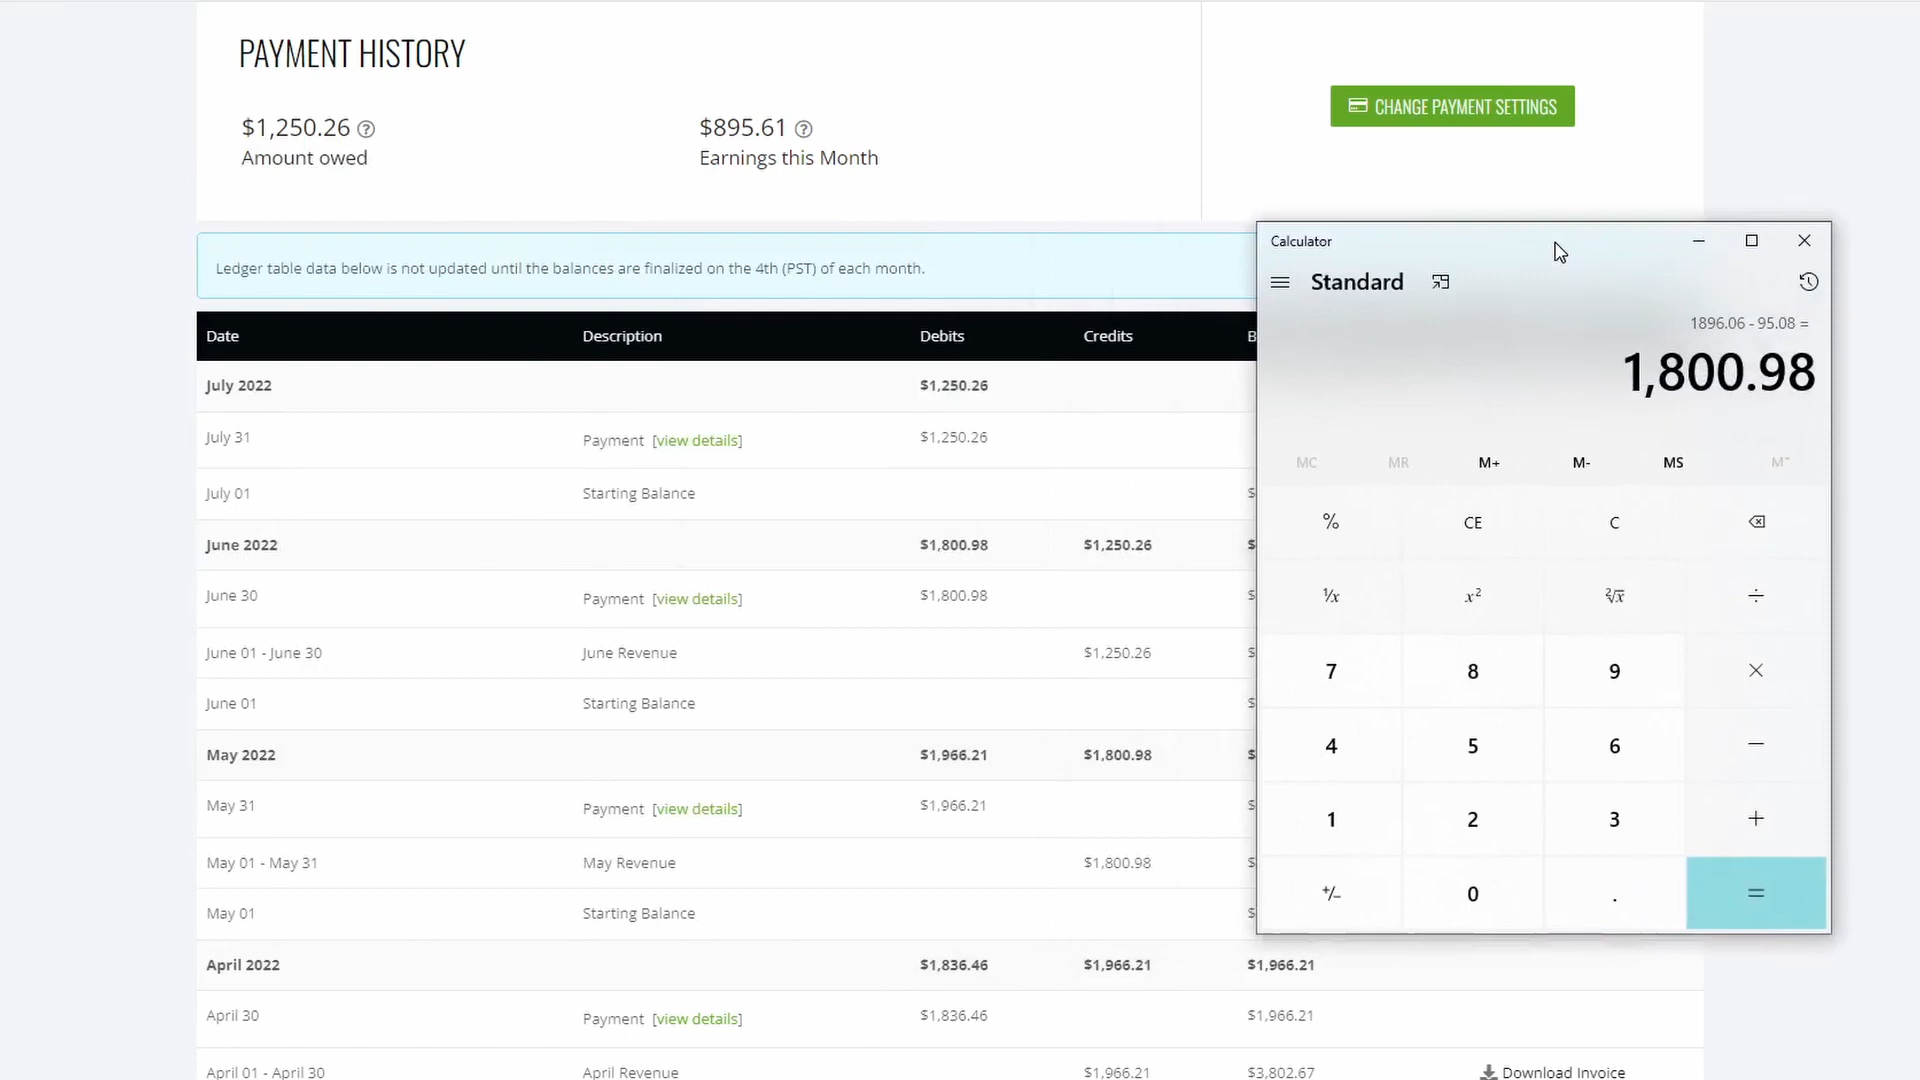 PAYMENT HISTORY
$1,250.26 ?
Amount owed
$895.61 ?
Earnings this Month
CHANGE PAYMENT SETTINGS
Ledger table data below is not updated until the balances are finalized on the 4th (PST) of each month.
Date Description Debits Credits B
July 2022 $1,250.26
July 31 Payment [view details] $1,250.26
July 01 Starting Balance $
June 2022 $1,800.98 $1,250.26 $
June 30 Payment [view details] $1,800.98 $
June 01 - June 30 June Revenue $1,250.26 $
June 01 Starting Balance $
May 2022 $1,966.21 $1,800.98 $
May 31 Payment [view details] $1,966.21 $
May 01 - May 31 May Revenue $1,800.98 $
May 01 Starting Balance $
April 2022 $1,836.46 $1,966.21 $1,966.21
April 30 Payment [view details] $1,836.46 $1,966.21
April 01 - April 30 April Revenue $1,966.21 $3,802.67 Download Invoice
Calculator
Standard
1896.06 - 95.08 =
1,800.98
MC MR M+ M- MS M˅
% CE C
¹/x x² ²√x ÷
7 8 9 ×
4 5 6 −
1 2 3 +
+/− 0 . =